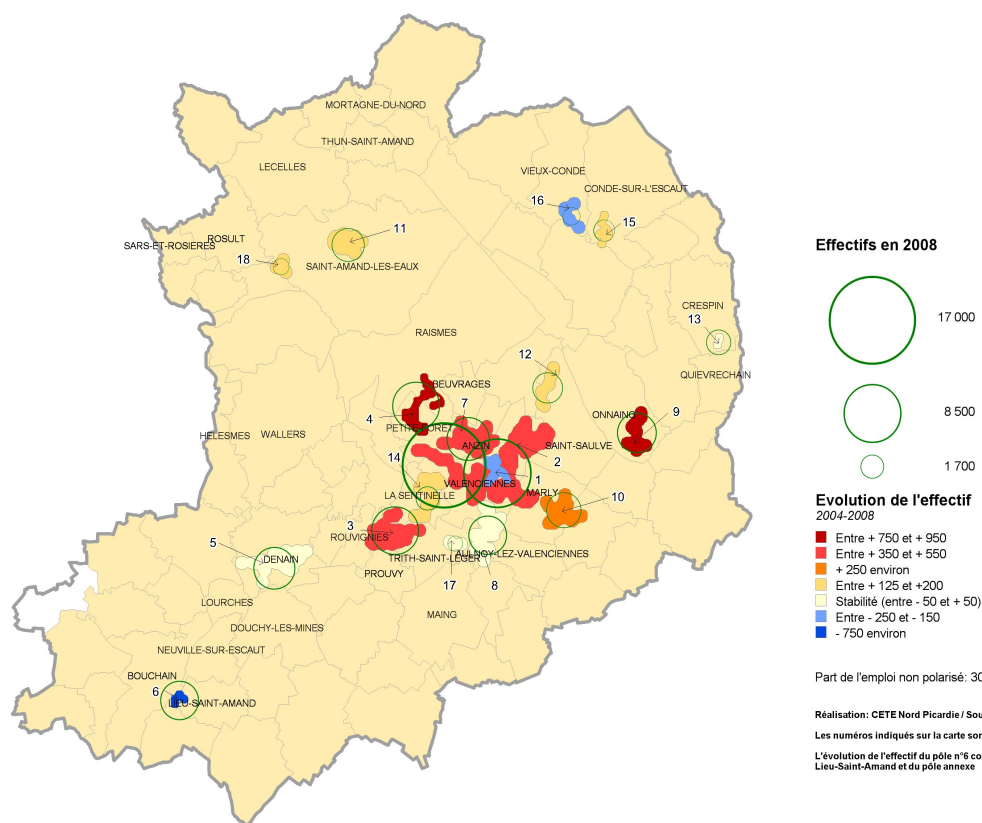 MORTAGNE-DU-NORD
THUN-SAINT-AMAND
LECELLES
VIEUX-CONDE
CONDE-SUR-L'ESCAUT
16
15
11
ROSULT
SARS-ET-ROSIERES
18
SAINT-AMAND-LES-EAUX
CRESPIN
13
RAISMES
12
QUIEVRECHAIN
BEUVRAGES
7
4
ONNAING
9
PETITE-FORET
HELESMES
WALLERS
ANZIN
SAINT-SAULVE
14
2
1
VALENCIENNES
LA SENTINELLE
MARLY
10
3
ROUVIGNIES
5
DENAIN
TRITH-SAINT-LEGER
AULNOY-LEZ-VALENCIENNES
PROUVY
17
8
LOURCHES
MAING
DOUCHY-LES-MINES
NEUVILLE-SUR-ESCAUT
BOUCHAIN
6
LIEU-SAINT-AMAND
Effectifs en 2008
17 000
8 500
1 700
Evolution de l'effectif
2004-2008
Entre + 750 et + 950
Entre + 350 et + 550
+ 250 environ
Entre + 125 et +200
Stabilité (entre - 50 et + 50)
Entre - 250 et - 150
- 750 environ
Part de l'emploi non polarisé: 30
Réalisation: CETE Nord Picardie / Sou
Les numéros indiqués sur la carte son
L'évolution de l'effectif du pôle n°6 co
Lieu-Saint-Amand et du pôle annexe